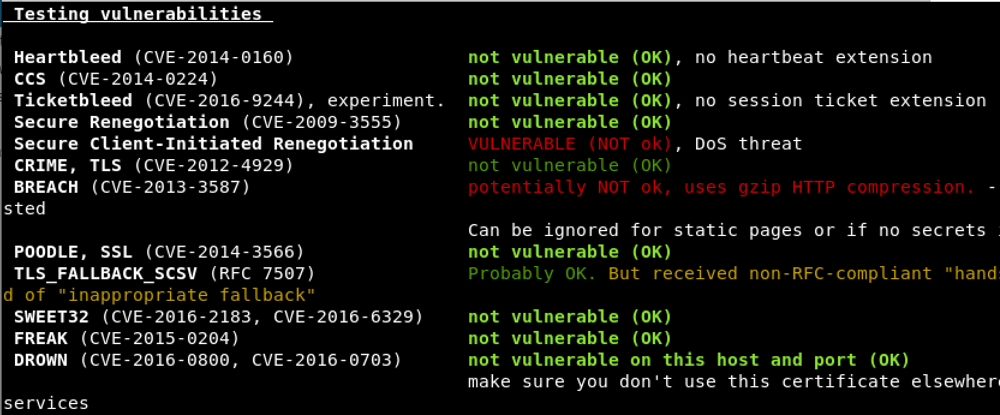 Testing vulnerabilities
Heartbleed (CVE-2014-0160) not vulnerable (OK), no heartbeat extension
CCS (CVE-2014-0224) not vulnerable (OK)
Ticketbleed (CVE-2016-9244), experiment. not vulnerable (OK), no session ticket extension
Secure Renegotiation (CVE-2009-3555) not vulnerable (OK)
Secure Client-Initiated Renegotiation VULNERABLE (NOT ok), DoS threat
CRIME, TLS (CVE-2012-4929) not vulnerable (OK)
BREACH (CVE-2013-3587) potentially NOT ok, uses gzip HTTP compression. -
sted
Can be ignored for static pages or if no secrets
POODLE, SSL (CVE-2014-3566) not vulnerable (OK)
TLS_FALLBACK_SCSV (RFC 7507) Probably OK. But received non-RFC-compliant "hand
d of "inappropriate fallback"
SWEET32 (CVE-2016-2183, CVE-2016-6329) not vulnerable (OK)
FREAK (CVE-2015-0204) not vulnerable (OK)
DROWN (CVE-2016-0800, CVE-2016-0703) not vulnerable on this host and port (OK)
make sure you don't use this certificate elsewher
services